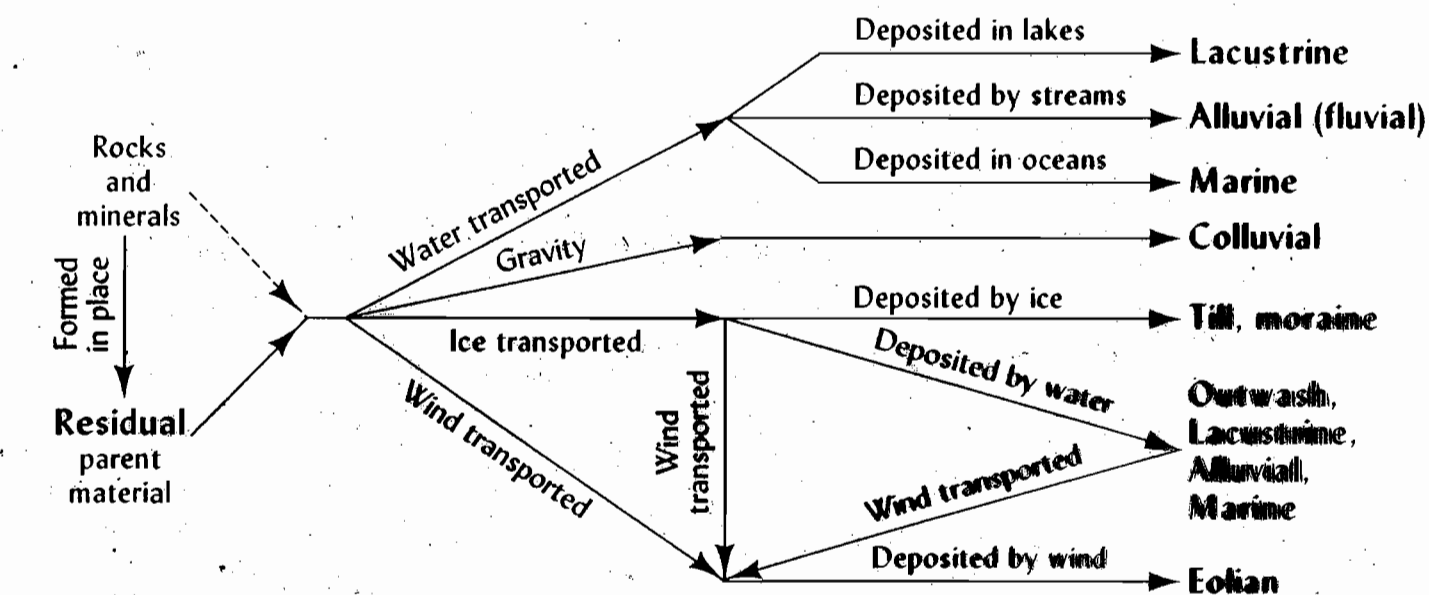 Rocks
and
minerals
Formed
in place
Residual
parent
material
Water transported
Gravity
Ice transported
Wind transported
Wind
transported
Deposited in lakes
Lacustrine
Deposited by streams
Alluvial (fluvial)
Deposited in oceans
Marine
Colluvial
Deposited by ice
Till, moraine
Deposited by water
Outwash,
Lacustrine,
Alluvial,
Marine
Wind transported
Deposited by wind
Eolian